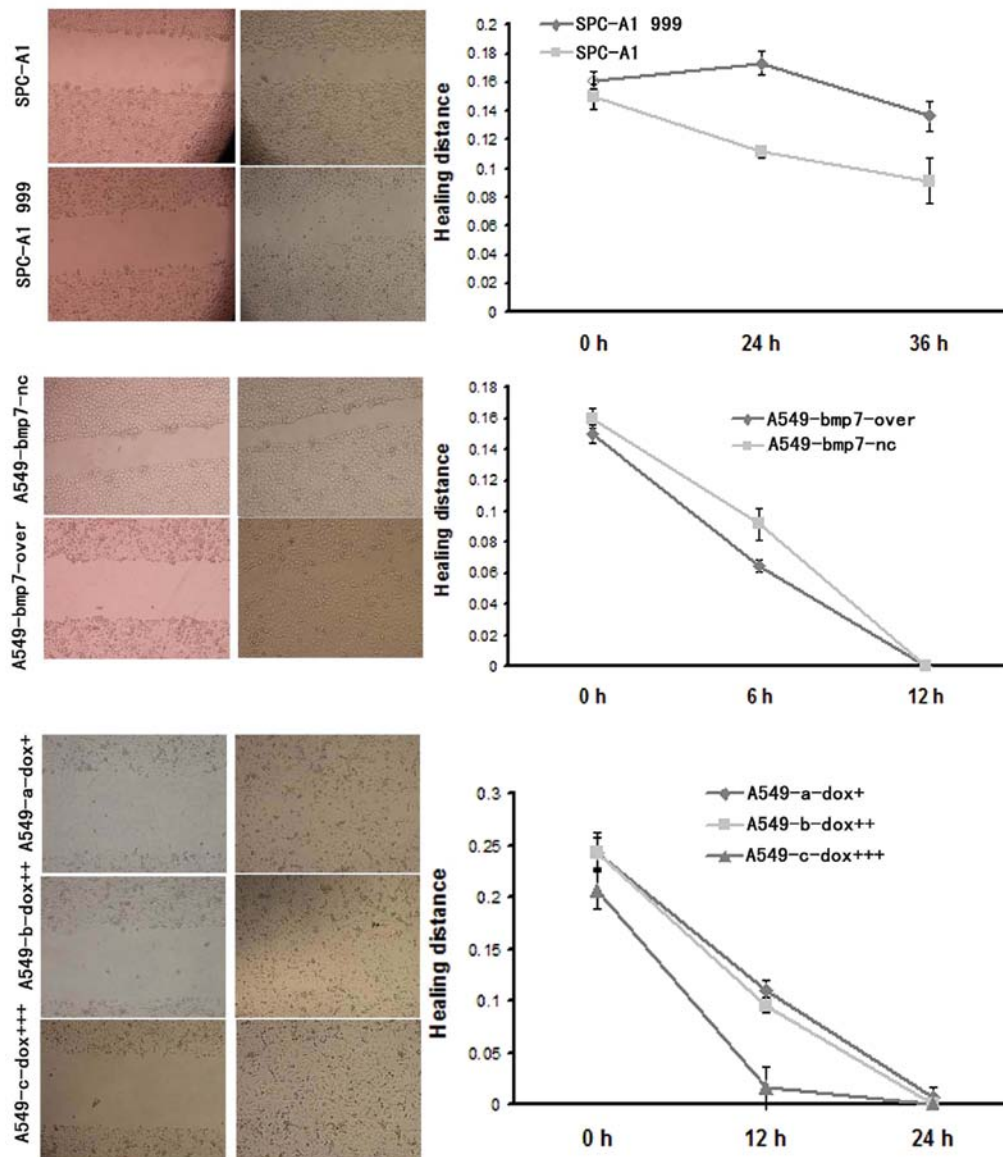 SPC-A1
SPC-A1 999
Healing distance
0.2
0.18
0.16
0.14
0.12
0.1
0.08
0.06
0.04
0.02
0
SPC-A1 999
SPC-A1
0 h 24 h 36 h
A549-bmp7-nc
A549-bmp7-over
Healing distance
0.18
0.16
0.14
0.12
0.1
0.08
0.06
0.04
0.02
0
A549-bmp7-over
A549-bmp7-nc
0 h 6 h 12 h
A549-a-dox+
A549-b-dox++
A549-c-dox+++
Healing distance
0.3
0.25
0.2
0.15
0.1
0.05
0
A549-a-dox+
A549-b-dox++
A549-c-dox+++
0 h 12 h 24 h